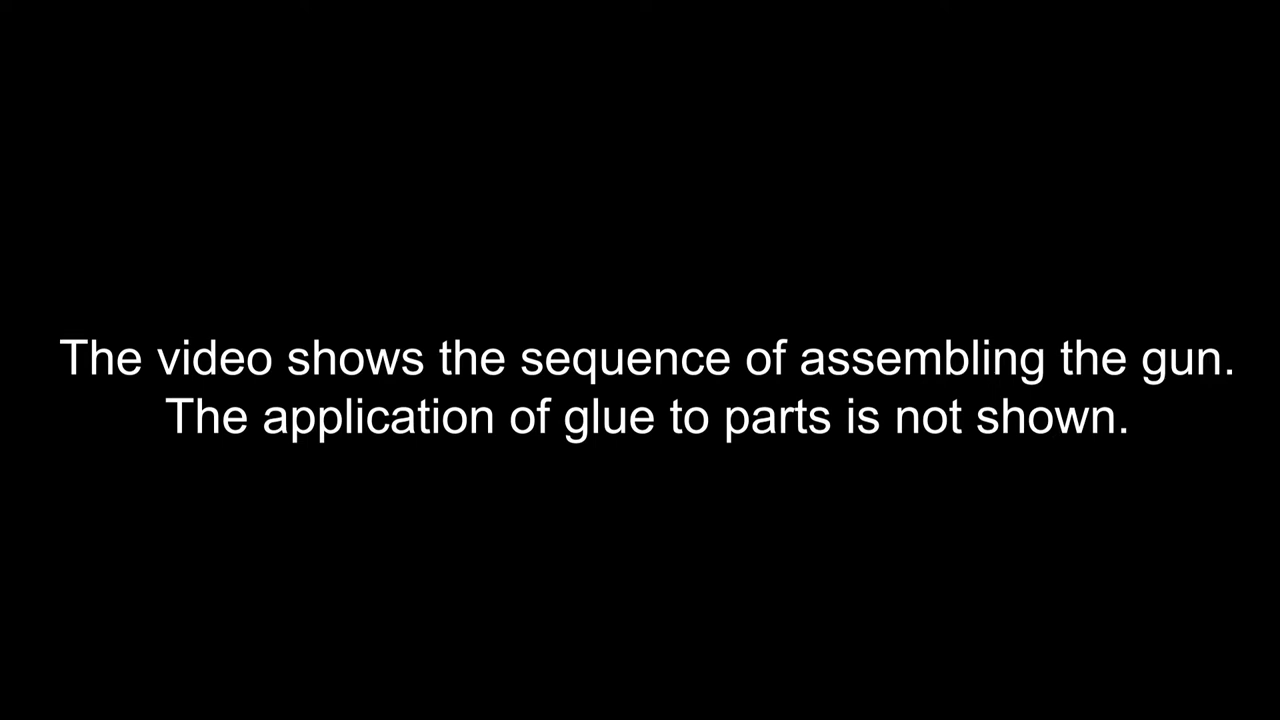 The video shows the sequence of assembling the gun.
The application of glue to parts is not shown.